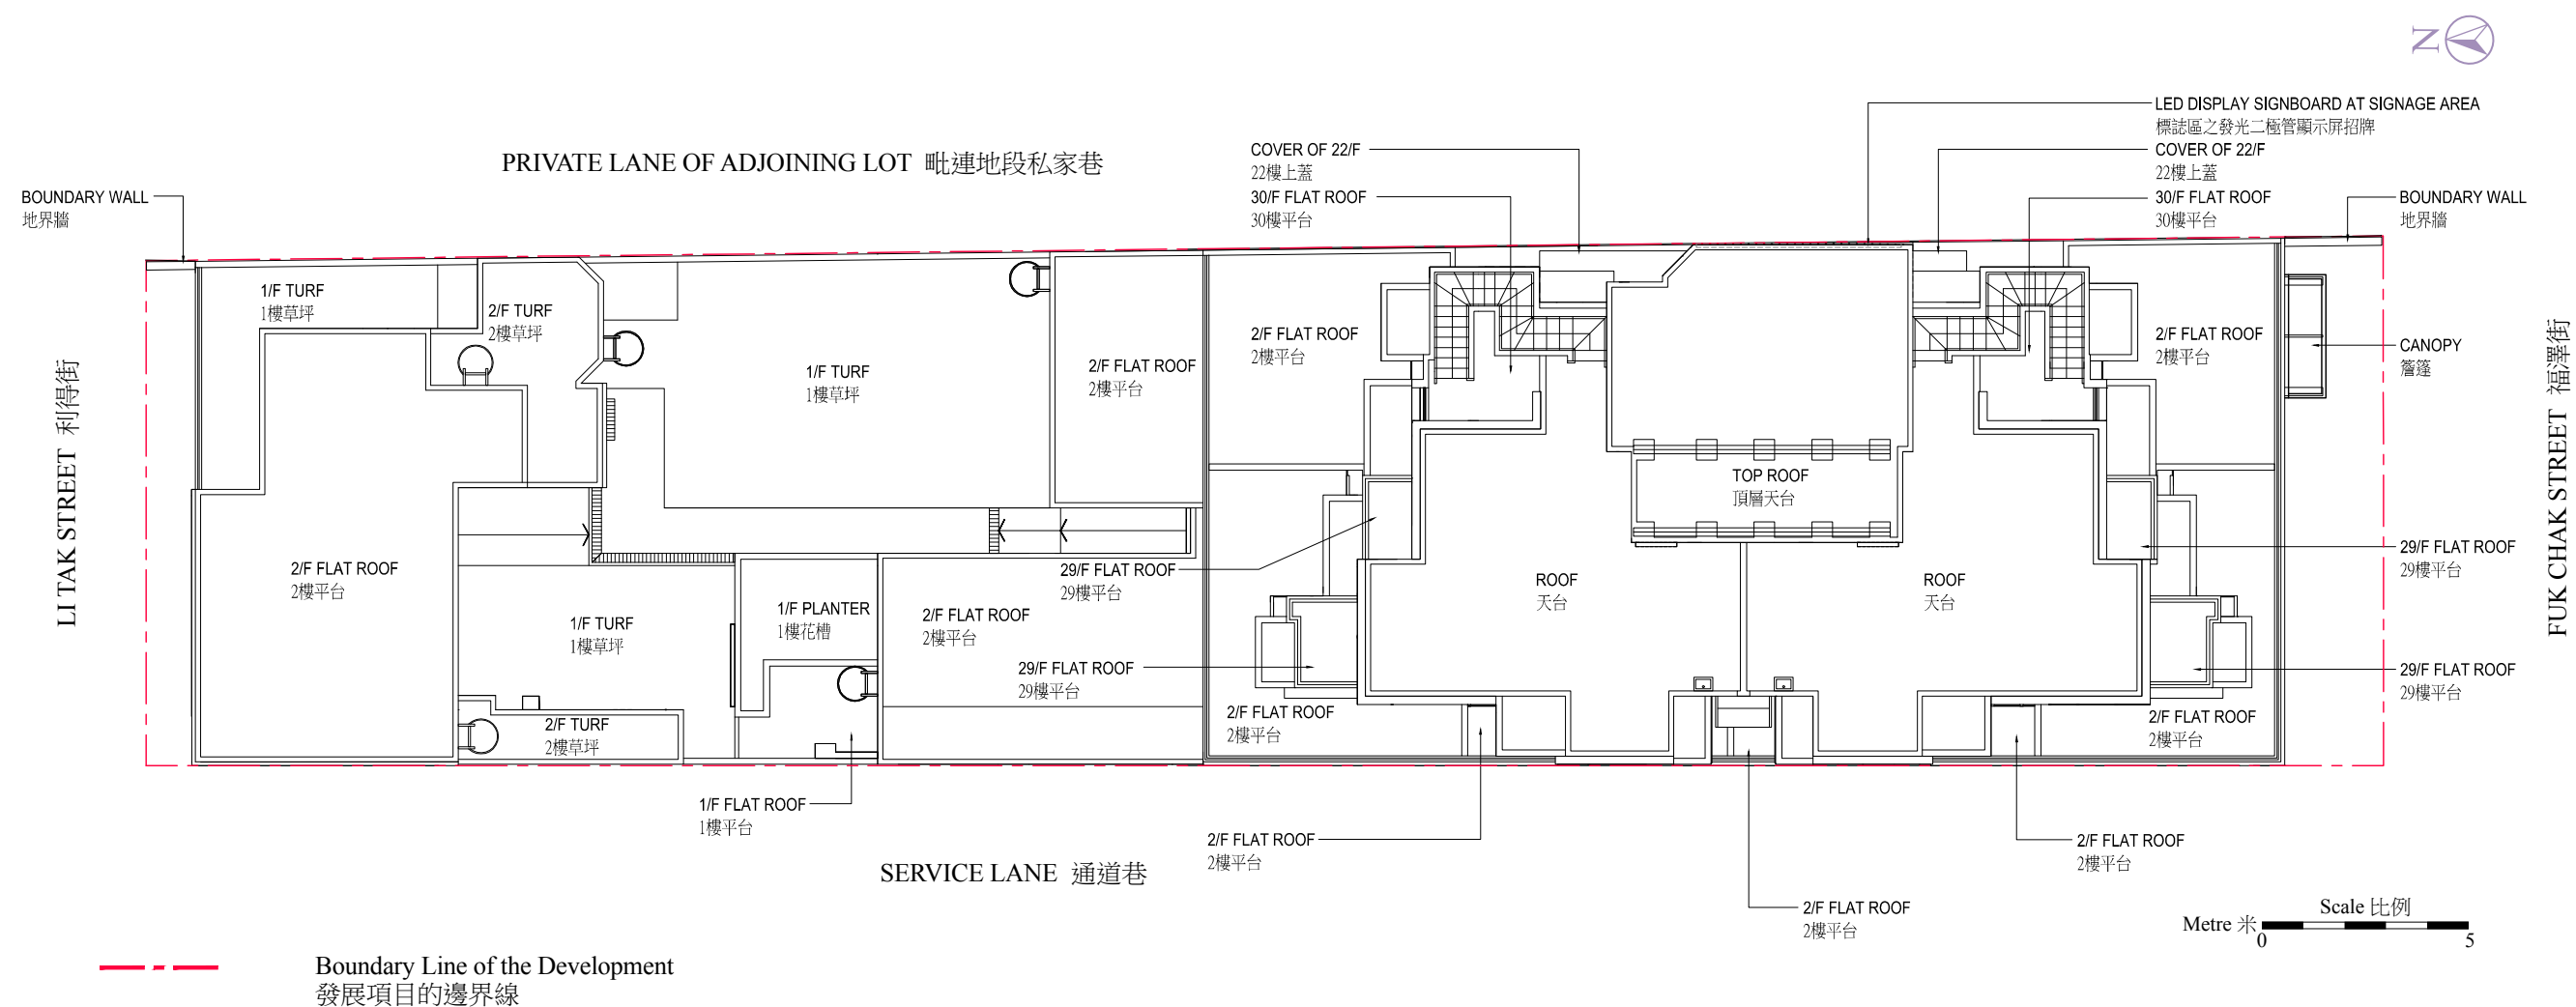 N
LED DISPLAY SIGNBOARD AT SIGNAGE AREA
標誌區之發光二極管顯示屏招牌
PRIVATE LANE OF ADJOINING LOT 毗連地段私家巷
COVER OF 22/F
22樓上蓋
COVER OF 22/F
22樓上蓋
BOUNDARY WALL
地界牆
30/F FLAT ROOF
30樓平台
30/F FLAT ROOF
30樓平台
BOUNDARY WALL
地界牆
1/F TURF
1樓草坪
2/F TURF
2樓草坪
1/F TURF
1樓草坪
2/F FLAT ROOF
2樓平台
2/F FLAT ROOF
2樓平台
2/F FLAT ROOF
2樓平台
CANOPY
簷篷
LI TAK STREET 利得街
FUK CHAK STREET 福澤街
TOP ROOF
頂層天台
2/F FLAT ROOF
2樓平台
29/F FLAT ROOF
29樓平台
ROOF
天台
ROOF
天台
29/F FLAT ROOF
29樓平台
1/F TURF
1樓草坪
1/F PLANTER
1樓花槽
2/F FLAT ROOF
2樓平台
29/F FLAT ROOF
29樓平台
29/F FLAT ROOF
29樓平台
2/F TURF
2樓草坪
2/F FLAT ROOF
2樓平台
2/F FLAT ROOF
2樓平台
1/F FLAT ROOF
1樓平台
2/F FLAT ROOF
2樓平台
2/F FLAT ROOF
2樓平台
SERVICE LANE 通道巷
2/F FLAT ROOF
2樓平台
Scale 比例
Metre 米
0 5
Boundary Line of the Development
發展項目的邊界線